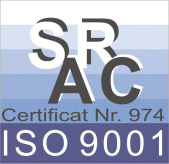 SR
AC
Certificat Nr. 974
ISO 9001